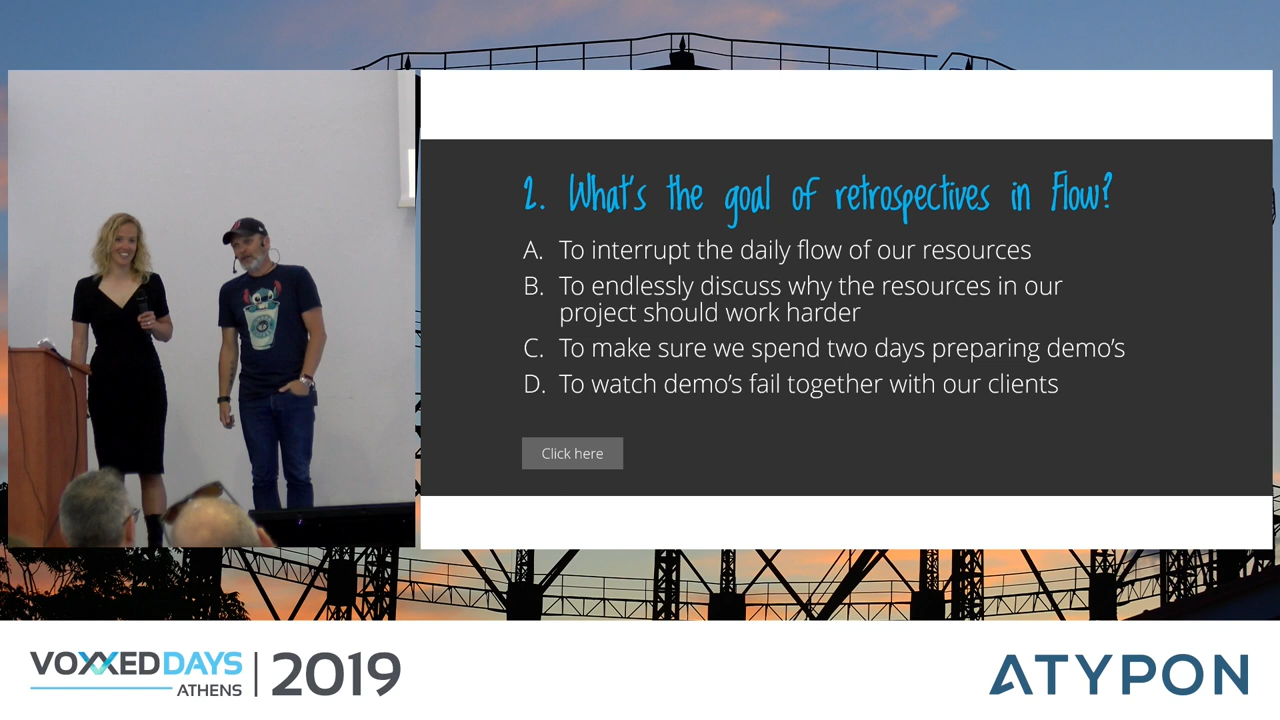 2. What's the goal of retrospectives in Flow?
A. To interrupt the daily flow of our resources
B. To endlessly discuss why the resources in our
project should work harder
C. To make sure we spend two days preparing demo's
D. To watch demo's fail together with our clients
Click here
VOXXED DAYS
ATHENS
2019
ATYPON